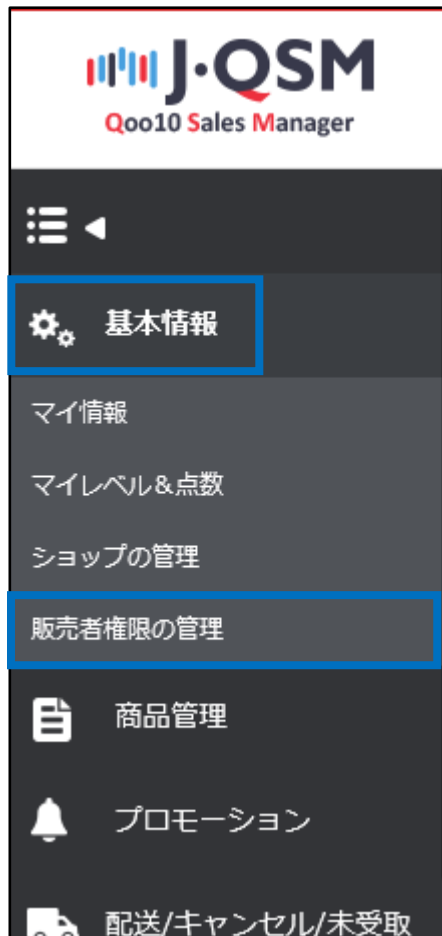 J·QSM
Qoo10 Sales Manager
基本情報
マイ情報
マイレベル&点数
ショップの管理
販売者権限の管理
商品管理
プロモーション
配送/キャンセル/未受取